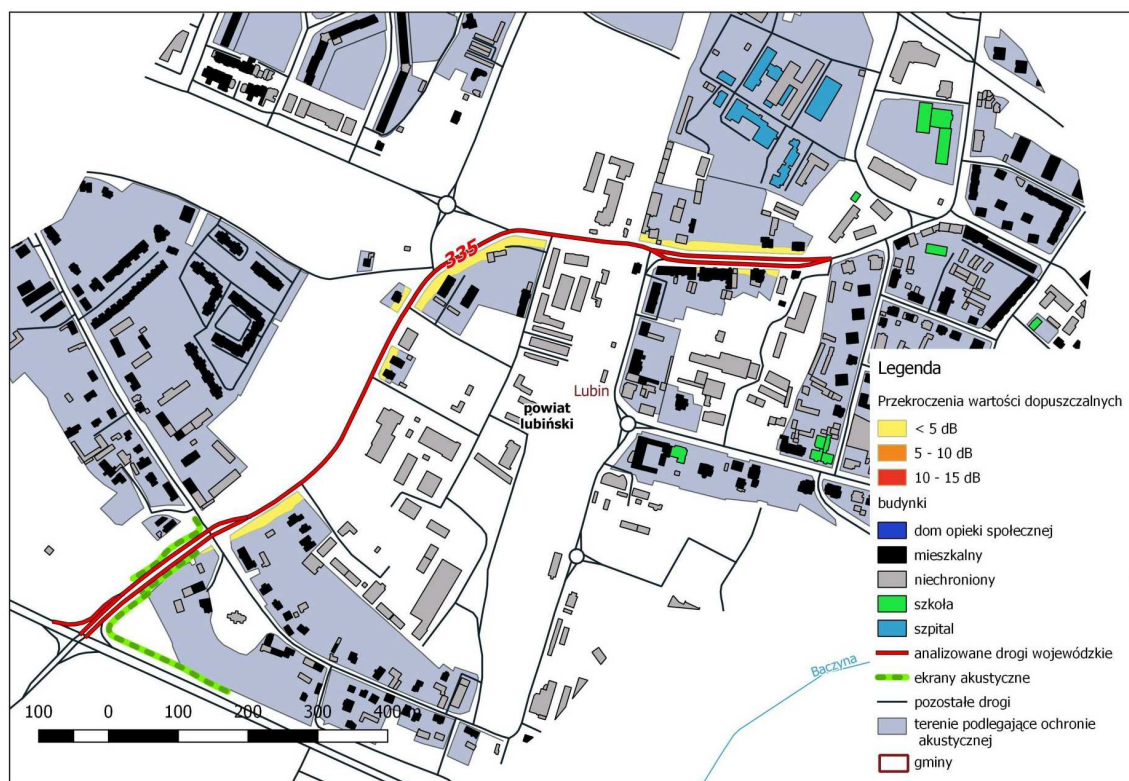 335
Lubin
powiat
lubiński
Baczyna
100 0 100 200 300 400 m
Legenda
Przekroczenia wartości dopuszczalnych
< 5 dB
5 - 10 dB
10 - 15 dB
budynki
dom opieki społecznej
mieszkalny
niechroniony
szkoła
szpital
analizowane drogi wojewódzkie
ekrany akustyczne
pozostałe drogi
terenie podlegające ochronie
akustycznej
gminy